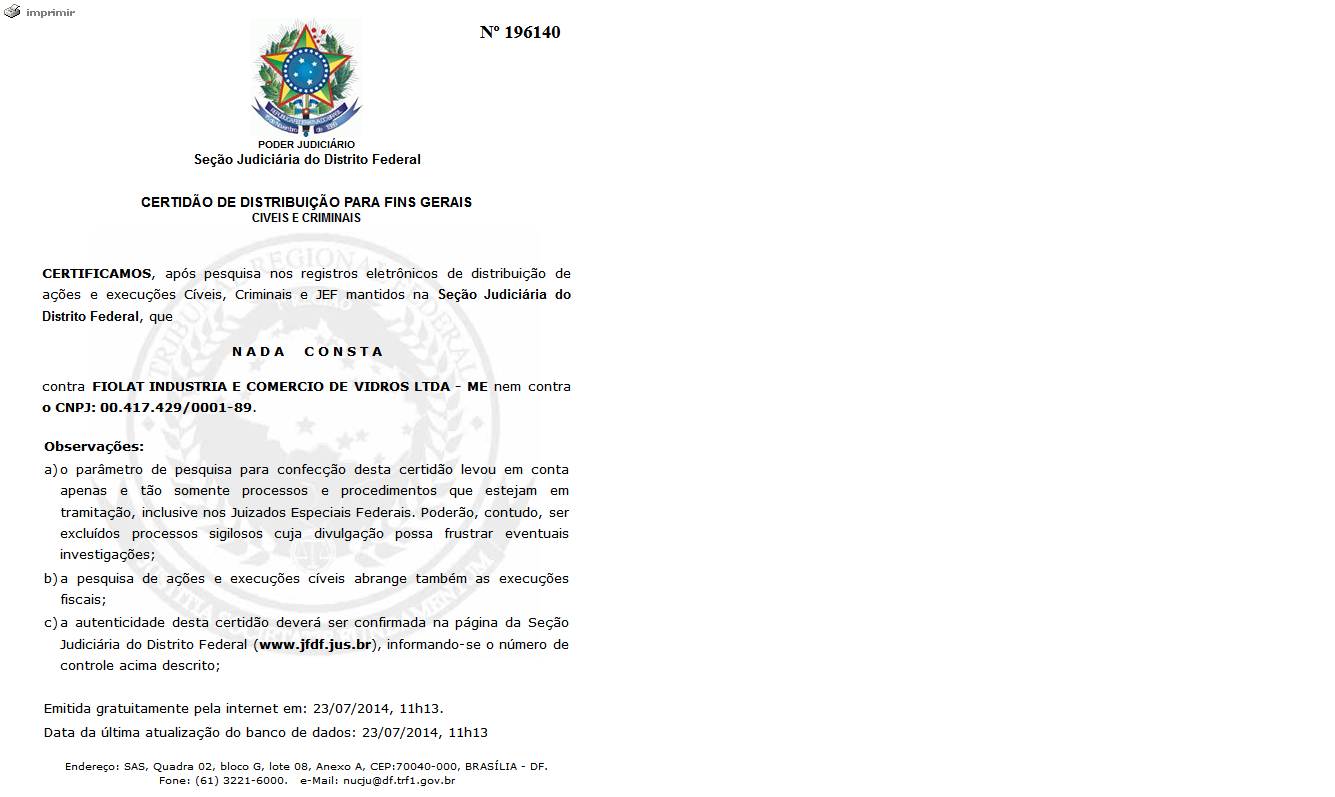 imprimir
Nº 196140
PODER JUDICIÁRIO
Seção Judiciária do Distrito Federal
CERTIDÃO DE DISTRIBUIÇÃO PARA FINS GERAIS
CIVEIS E CRIMINAIS
CERTIFICAMOS, após pesquisa nos registros eletrônicos de distribuição de
ações e execuções Cíveis, Criminais e JEF mantidos na Seção Judiciária do
Distrito Federal, que
N A D A   C O N S T A
contra FIOLAT INDUSTRIA E COMERCIO DE VIDROS LTDA - ME nem contra
o CNPJ: 00.417.429/0001-89.
Observações:
a) o parâmetro de pesquisa para confecção desta certidão levou em conta
apenas e tão somente processos e procedimentos que estejam em
tramitação, inclusive nos Juizados Especiais Federais. Poderão, contudo, ser
excluídos processos sigilosos cuja divulgação possa frustrar eventuais
investigações;
b) a pesquisa de ações e execuções cíveis abrange também as execuções
fiscais;
c) a autenticidade desta certidão deverá ser confirmada na página da Seção
Judiciária do Distrito Federal (www.jfdf.jus.br), informando-se o número de
controle acima descrito;
Emitida gratuitamente pela internet em: 23/07/2014, 11h13.
Data da última atualização do banco de dados: 23/07/2014, 11h13
Endereço: SAS, Quadra 02, bloco G, lote 08, Anexo A, CEP:70040-000, BRASÍLIA - DF.
Fone: (61) 3221-6000.   e-Mail: nucju@df.trf1.gov.br
TRIBUNAL REGIONAL FEDERAL